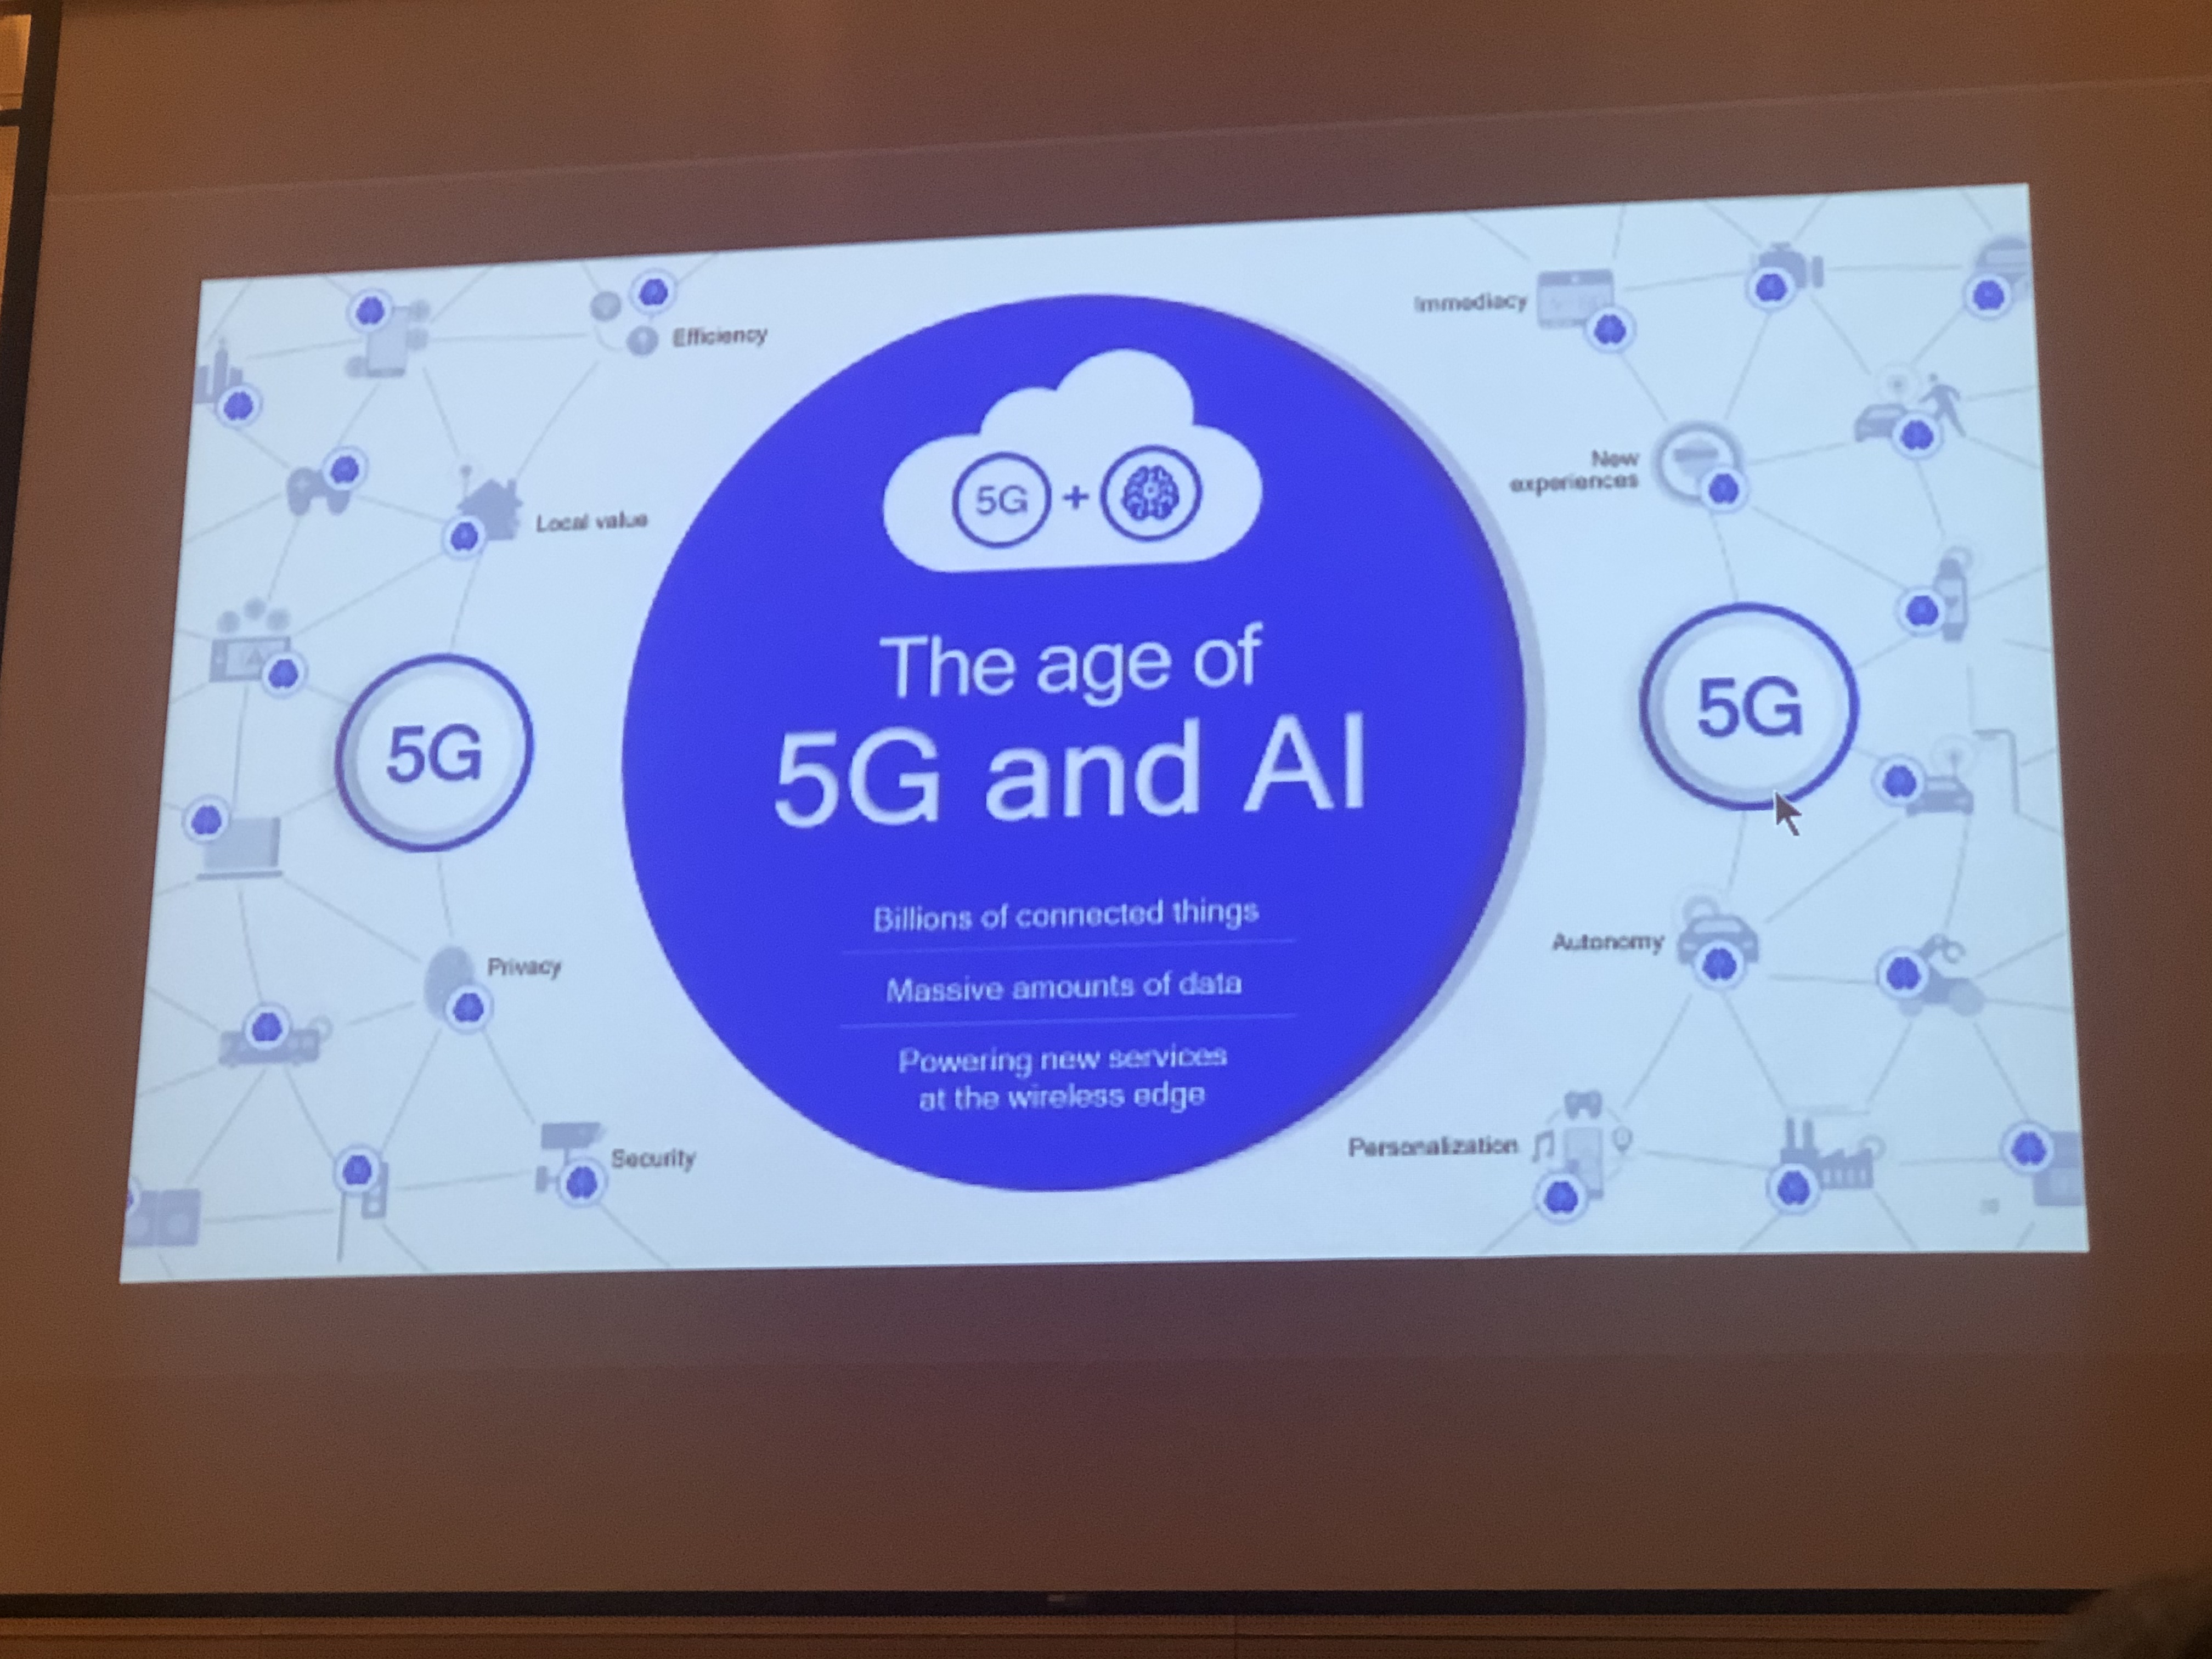 Efficiency
Local value
5G
Privacy
Security
5G +
The age of
5G and AI
Billions of connected things
Massive amounts of data
Powering new services
at the wireless edge
Immediacy
New
experiences
5G
Autonomy
Personalization